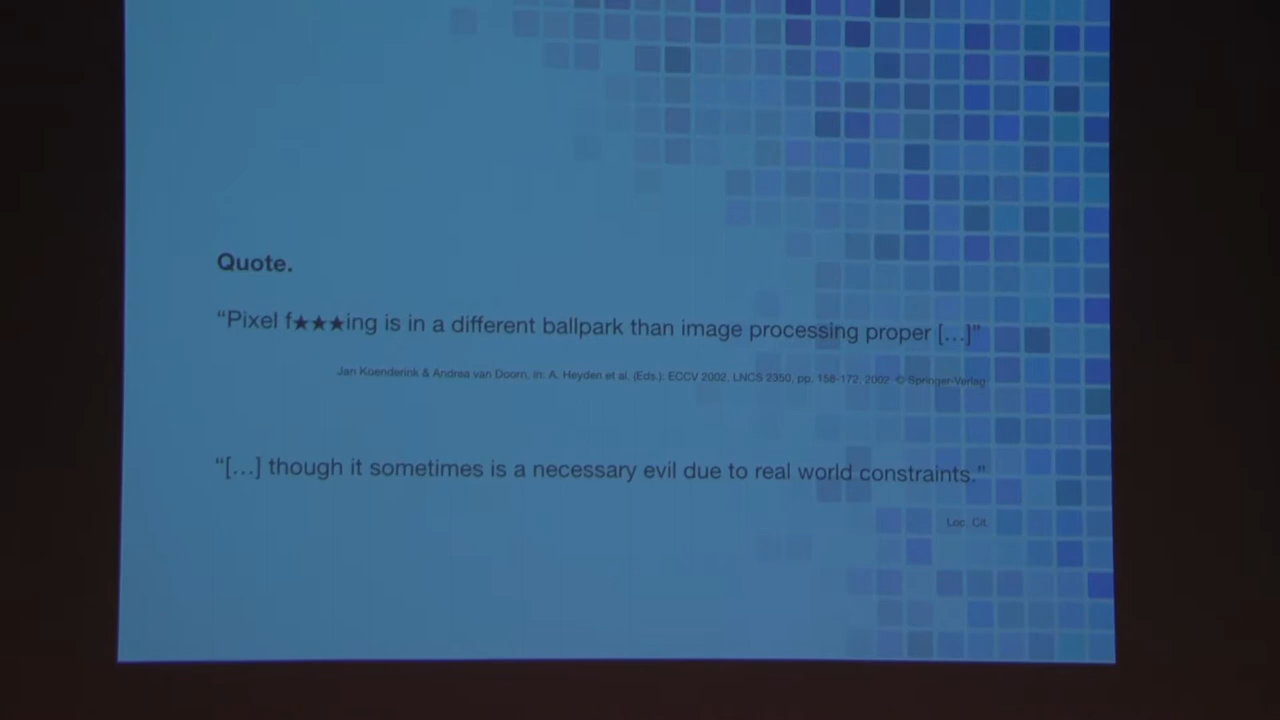 Quote.
“Pixel f★★★ing is in a different ballpark than image processing proper […]”
Jan Koenderink & Andrea van Doorn, in: A. Heyden et al. (Eds.): ECCV 2002, LNCS 2350, pp. 158–172, 2002. © Springer-Verlag
“[…] though it sometimes is a necessary evil due to real world constraints.”
Loc. Cit.